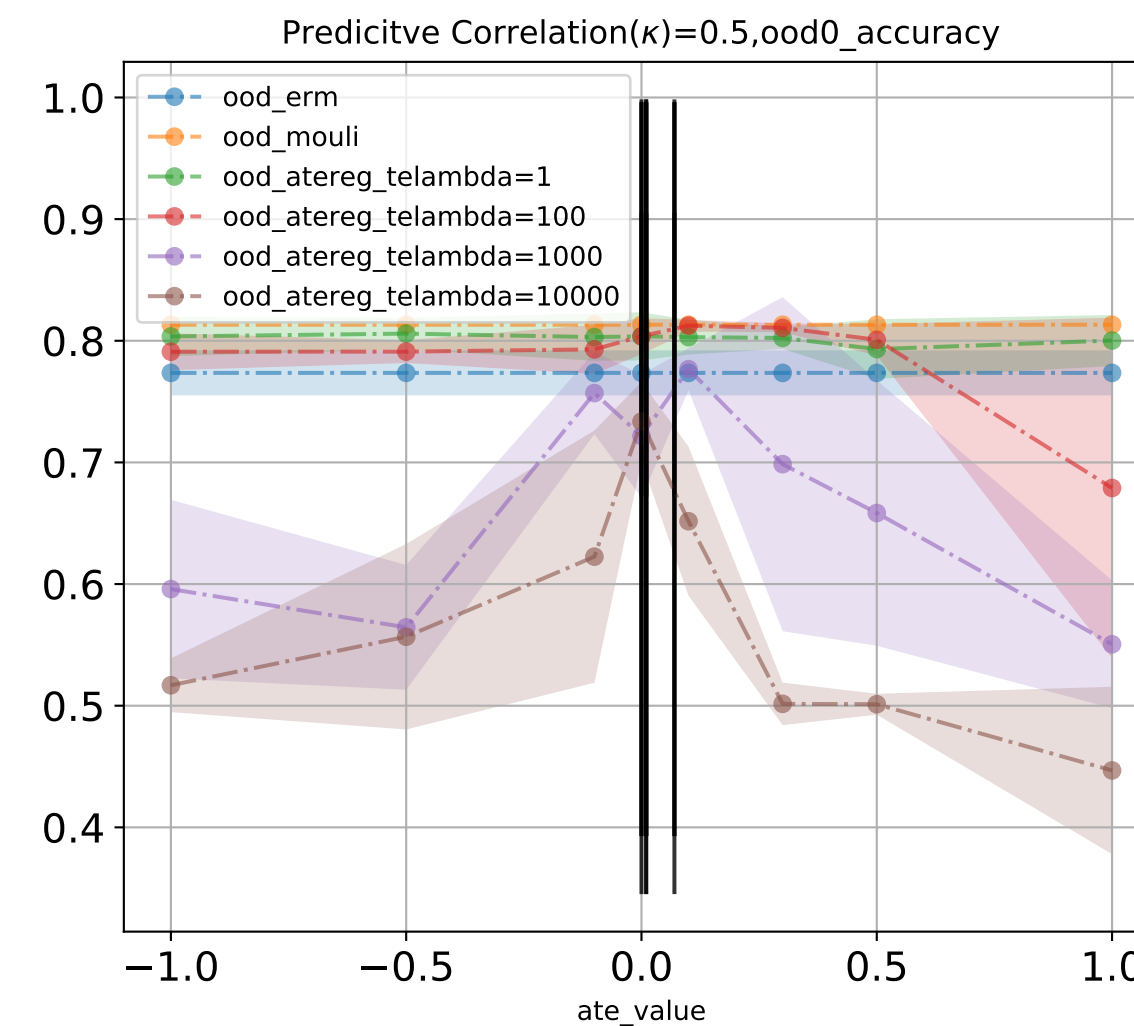 Predicitve Correlation(κ)=0.5,ood0_accuracy
ood_erm
ood_mouli
ood_atereg_telambda=1
ood_atereg_telambda=100
ood_atereg_telambda=1000
ood_atereg_telambda=10000
1.0
0.9
0.8
0.7
0.6
0.5
0.4
−1.0 −0.5 0.0 0.5 1.0
ate_value